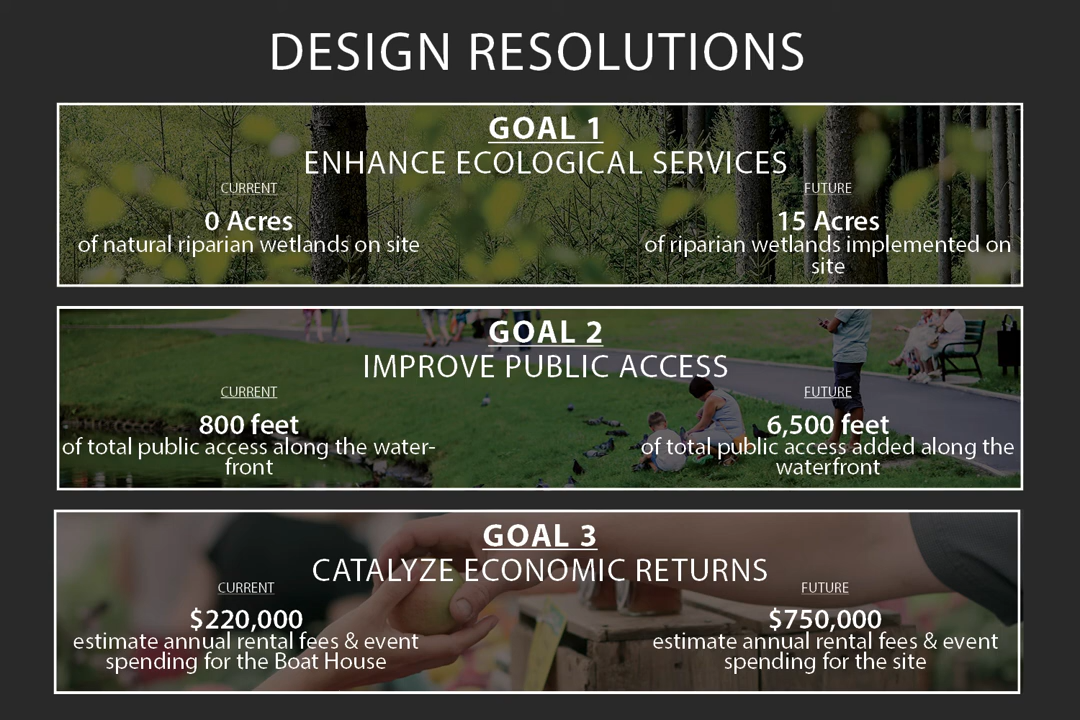 DESIGN RESOLUTIONS
GOAL 1
ENHANCE ECOLOGICAL SERVICES
CURRENT
0 Acres
of natural riparian wetlands on site
FUTURE
15 Acres
of riparian wetlands implemented on
site
GOAL 2
IMPROVE PUBLIC ACCESS
CURRENT
800 feet
of total public access along the water-
front
FUTURE
6,500 feet
of total public access added along the
waterfront
GOAL 3
CATALYZE ECONOMIC RETURNS
CURRENT
$220,000
estimate annual rental fees & event
spending for the Boat House
FUTURE
$750,000
estimate annual rental fees & event
spending for the site